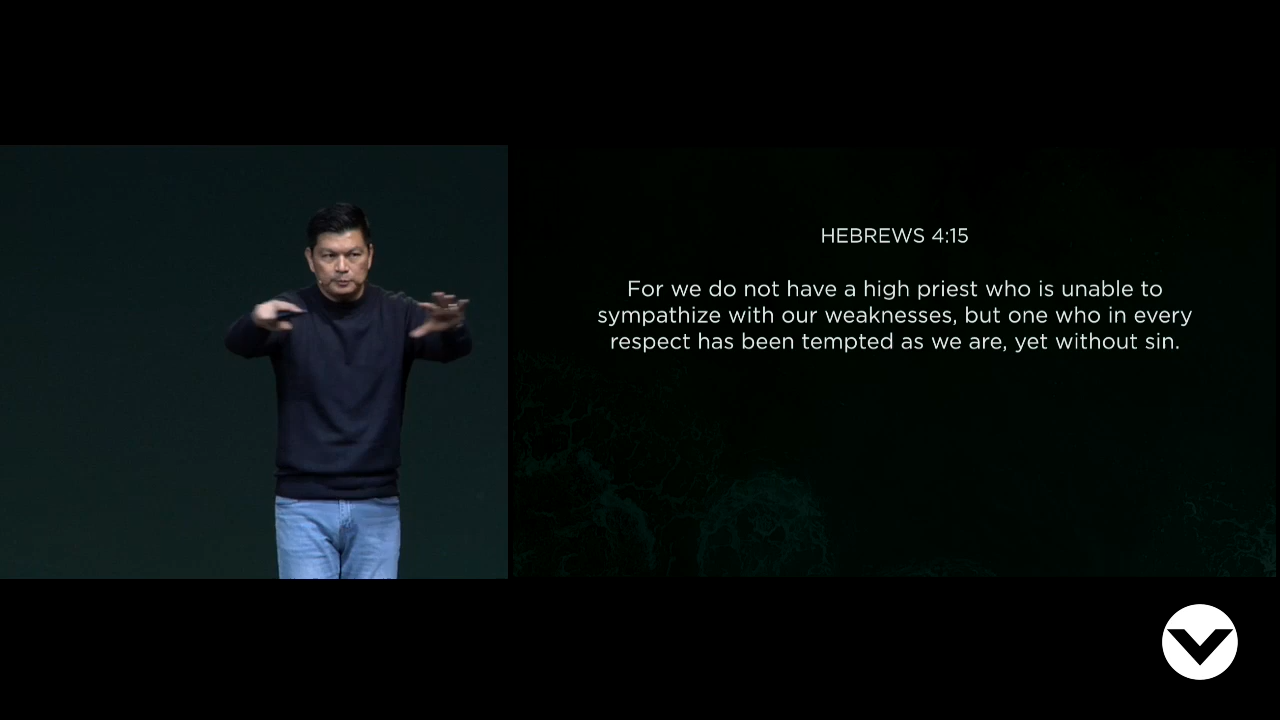 HEBREWS 4:15
For we do not have a high priest who is unable to
sympathize with our weaknesses, but one who in every
respect has been tempted as we are, yet without sin.